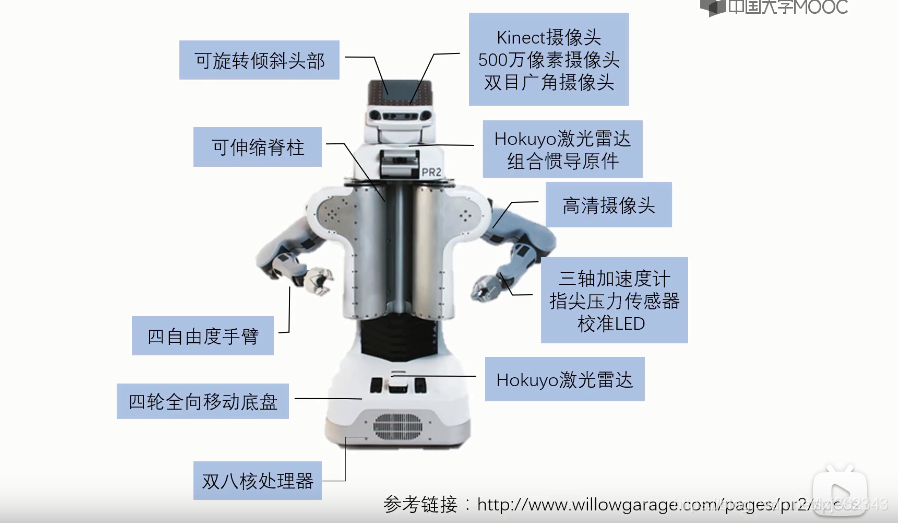 中国大学MOOC
可旋转倾斜头部
Kinect摄像头
500万像素摄像头
双目广角摄像头
可伸缩脊柱
Hokuyo激光雷达
组合惯导原件
PR2
高清摄像头
三轴加速度计
指尖压力传感器
校准LED
四自由度手臂
Hokuyo激光雷达
四轮全向移动底盘
双八核处理器
参考链接：http://www.willowgarage.com/pages/pr2/